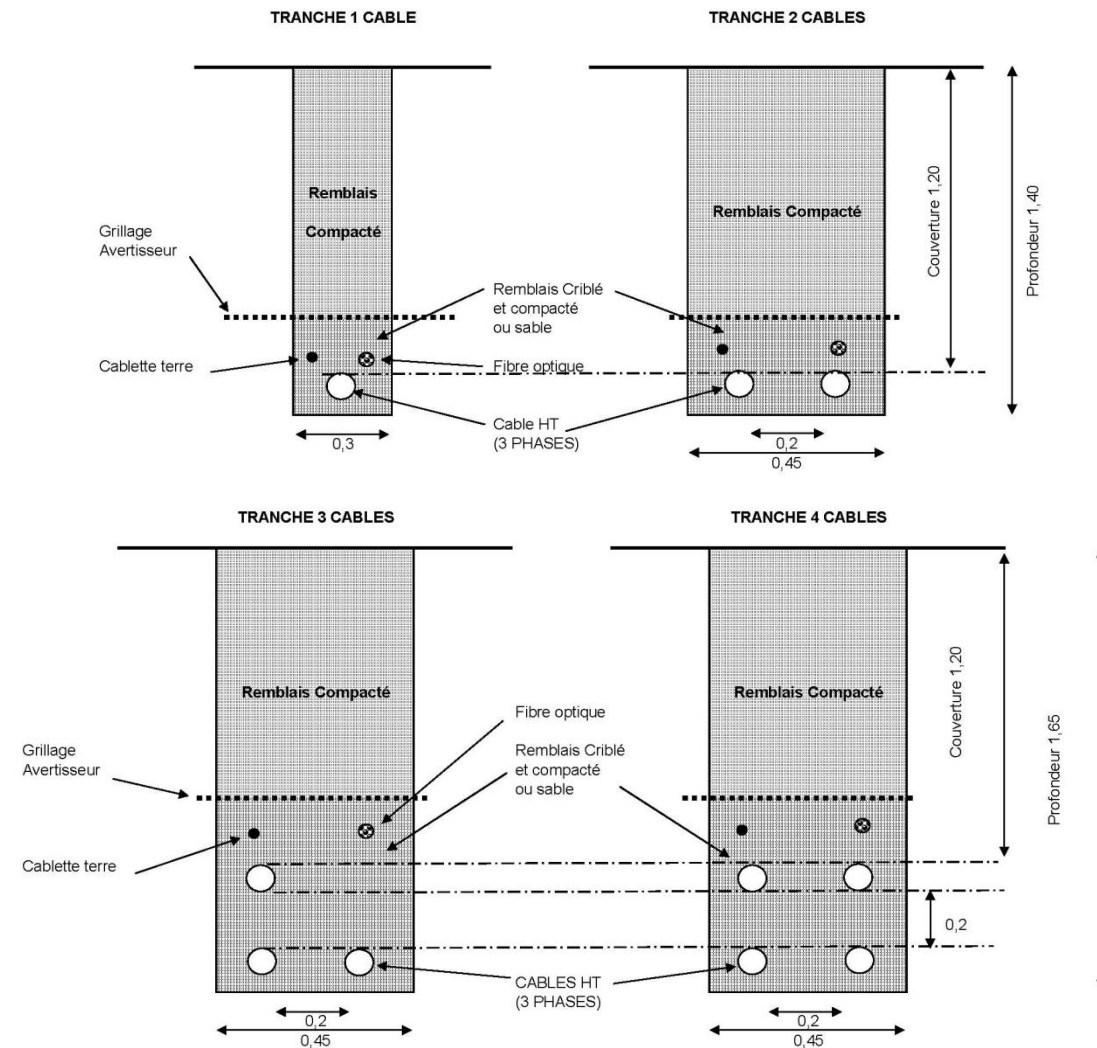 TRANCHE 1 CABLE
TRANCHE 2 CABLES
Remblais
Compacté
Remblais Compacté
Couverture 1,20
Profondeur 1,40
Grillage
Avertisseur
Remblais Criblé
et compacté
ou sable
Cablette terre
Fibre optique
Cable HT
(3 PHASES)
0,3
0,2
0,45
TRANCHE 3 CABLES
TRANCHE 4 CABLES
Remblais Compacté
Remblais Compacté
Couverture 1,20
Profondeur 1,65
Fibre optique
Grillage
Avertisseur
Remblais Criblé
et compacté
ou sable
Cablette terre
0,2
CABLES HT
(3 PHASES)
0,2
0,45
0,2
0,45